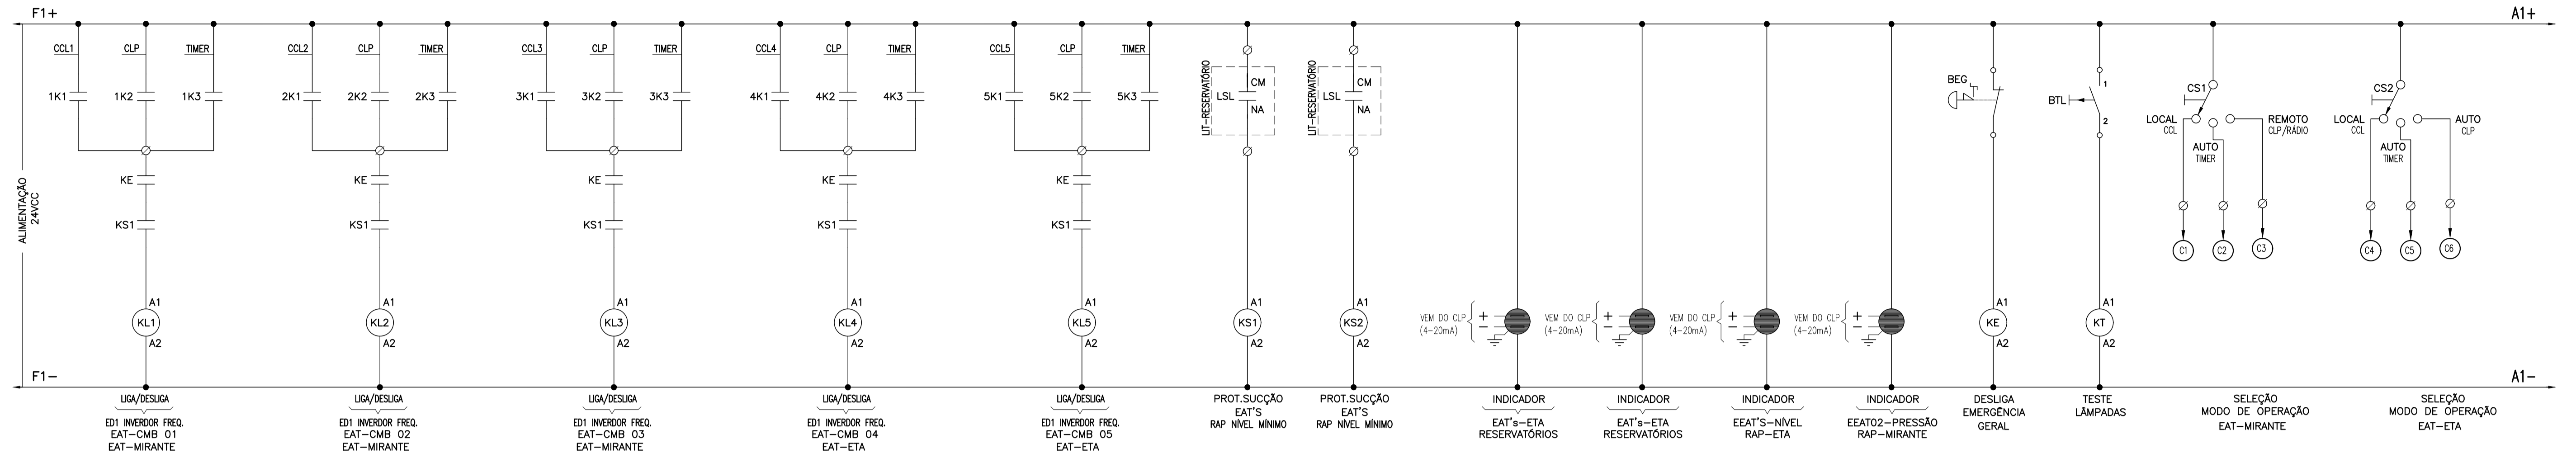 F1+
A1+
CCL1 CLP TIMER
CCL2 CLP TIMER
CCL3 CLP TIMER
CCL4 CLP TIMER
CCL5 CLP TIMER
1K1 1K2 1K3
2K1 2K2 2K3
3K1 3K2 3K3
4K1 4K2 4K3
5K1 5K2 5K3
KE
KS1
KE
KS1
KE
KS1
KE
KS1
KE
KS1
ALIMENTAÇÃO
24VCC
LIT-RESERVATÓRIO
CM
LSL
NA
LIT-RESERVATÓRIO
CM
LSL
NA
BEG
BTL
1
2
CS1
LOCAL
CCL
AUTO
TIMER
REMOTO
CLP/RÁDIO
C1 C2 C3
CS2
LOCAL
CCL
AUTO
TIMER
AUTO
CLP
C4 C5 C6
A1
KL1
A2
A1
KL2
A2
A1
KL3
A2
A1
KL4
A2
A1
KL5
A2
A1
KS1
A2
A1
KS2
A2
VEM DO CLP
(4-20mA)
+
−
VEM DO CLP
(4-20mA)
+
−
VEM DO CLP
(4-20mA)
+
−
VEM DO CLP
(4-20mA)
+
−
A1
KE
A2
A1
KT
A2
F1-
A1-
LIGA/DESLIGA
ED1 INVERDOR FREQ.
EAT-CMB 01
EAT-MIRANTE
LIGA/DESLIGA
ED1 INVERDOR FREQ.
EAT-CMB 02
EAT-MIRANTE
LIGA/DESLIGA
ED1 INVERDOR FREQ.
EAT-CMB 03
EAT-MIRANTE
LIGA/DESLIGA
ED1 INVERDOR FREQ.
EAT-CMB 04
EAT-ETA
LIGA/DESLIGA
ED1 INVERDOR FREQ.
EAT-CMB 05
EAT-ETA
PROT.SUCÇÃO
EAT'S
RAP NÍVEL MÍNIMO
PROT.SUCÇÃO
EAT'S
RAP NÍVEL MÍNIMO
INDICADOR
EAT's-ETA
RESERVATÓRIOS
INDICADOR
EAT's-ETA
RESERVATÓRIOS
INDICADOR
EEAT'S-NÍVEL
RAP-ETA
INDICADOR
EEAT02-PRESSÃO
RAP-MIRANTE
DESLIGA
EMERGÊNCIA
GERAL
TESTE
LÂMPADAS
SELEÇÃO
MODO DE OPERAÇÃO
EAT-MIRANTE
SELEÇÃO
MODO DE OPERAÇÃO
EAT-ETA